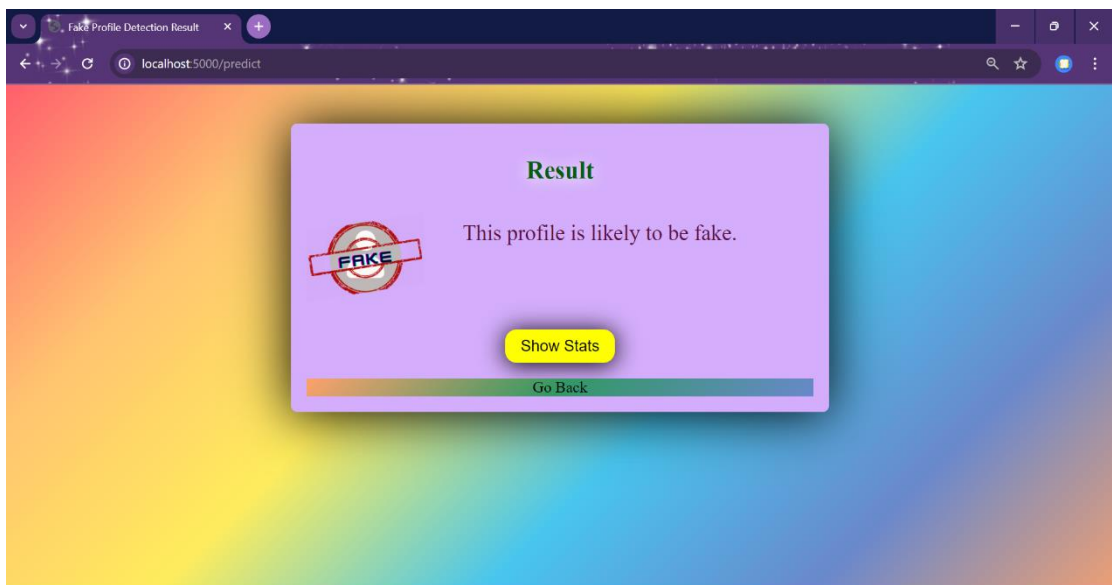 Fake Profile Detection Result
localhost:5000/predict
Result
This profile is likely to be fake.
FAKE
Show Stats
Go Back